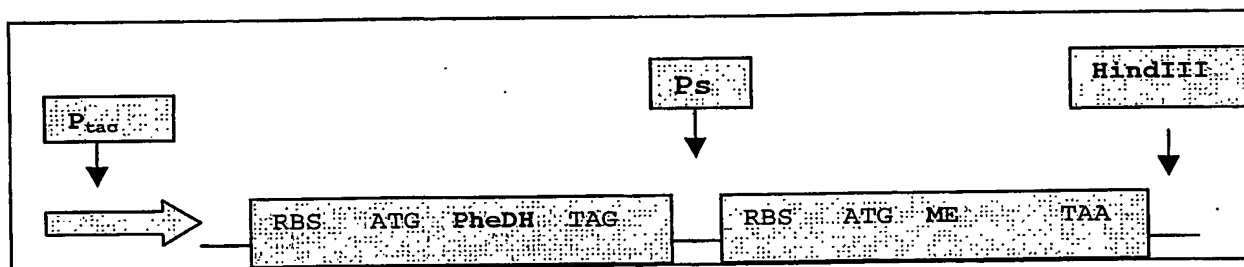 HindIII
Ps
Ptac
RBS ATG PheDH TAG
RBS ATG ME TAA